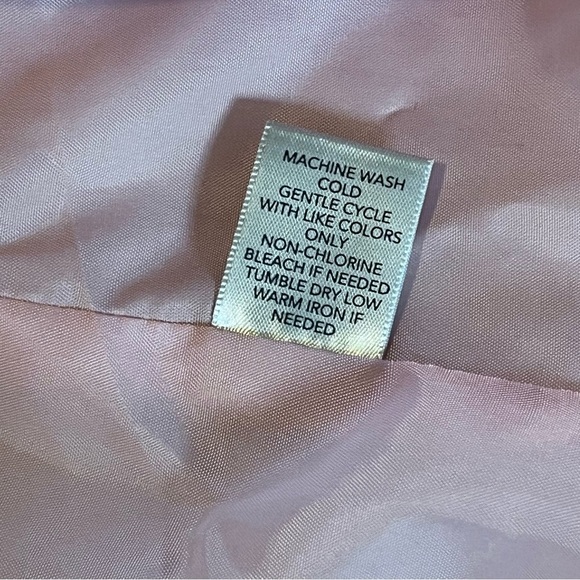 MACHINE WASH
COLD
GENTLE CYCLE
WITH LIKE COLORS
ONLY
NON-CHLORINE
BLEACH IF NEEDED
TUMBLE DRY LOW
WARM IRON IF
NEEDED